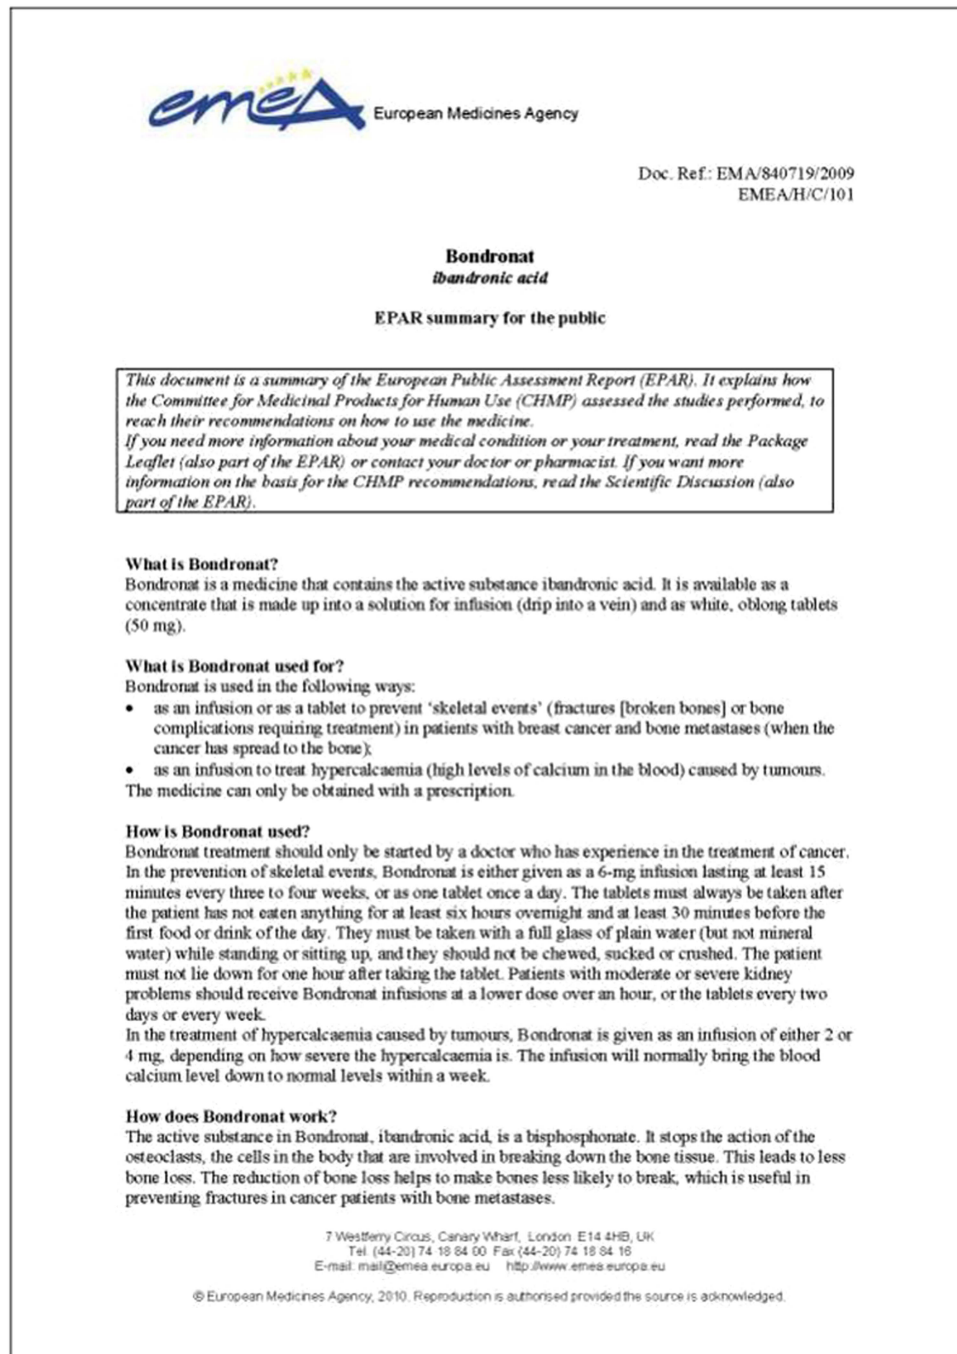 emeA European Medicines Agency
Doc. Ref.: EMA/840719/2009
EMEA/H/C/101
Bondronat
ibandronic acid
EPAR summary for the public
This document is a summary of the European Public Assessment Report (EPAR). It explains how
the Committee for Medicinal Products for Human Use (CHMP) assessed the studies performed, to
reach their recommendations on how to use the medicine.
If you need more information about your medical condition or your treatment, read the Package
Leaflet (also part of the EPAR) or contact your doctor or pharmacist. If you want more
information on the basis for the CHMP recommendations, read the Scientific Discussion (also
part of the EPAR).
What is Bondronat?
Bondronat is a medicine that contains the active substance ibandronic acid. It is available as a
concentrate that is made up into a solution for infusion (drip into a vein) and as white, oblong tablets
(50 mg).
What is Bondronat used for?
Bondronat is used in the following ways:
• as an infusion or as a tablet to prevent ‘skeletal events’ (fractures [broken bones] or bone
complications requiring treatment) in patients with breast cancer and bone metastases (when the
cancer has spread to the bone);
• as an infusion to treat hypercalcaemia (high levels of calcium in the blood) caused by tumours.
The medicine can only be obtained with a prescription.
How is Bondronat used?
Bondronat treatment should only be started by a doctor who has experience in the treatment of cancer.
In the prevention of skeletal events, Bondronat is either given as a 6-mg infusion lasting at least 15
minutes every three to four weeks, or as one tablet once a day. The tablets must always be taken after
the patient has not eaten anything for at least six hours overnight and at least 30 minutes before the
first food or drink of the day. They must be taken with a full glass of plain water (but not mineral
water) while standing or sitting up, and they should not be chewed, sucked or crushed. The patient
must not lie down for one hour after taking the tablet. Patients with moderate or severe kidney
problems should receive Bondronat infusions at a lower dose over an hour, or the tablets every two
days or every week.
In the treatment of hypercalcaemia caused by tumours, Bondronat is given as an infusion of either 2 or
4 mg, depending on how severe the hypercalcaemia is. The infusion will normally bring the blood
calcium level down to normal levels within a week.
How does Bondronat work?
The active substance in Bondronat, ibandronic acid, is a bisphosphonate. It stops the action of the
osteoclasts, the cells in the body that are involved in breaking down the bone tissue. This leads to less
bone loss. The reduction of bone loss helps to make bones less likely to break, which is useful in
preventing fractures in cancer patients with bone metastases.
7 Westferry Circus, Canary Wharf, London E14 4HB, UK
Tel. (44-20) 74 18 84 00 Fax (44-20) 74 18 84 16
E-mail: mail@emea.europa.eu http://www.emea.europa.eu
© European Medicines Agency, 2010. Reproduction is authorised provided the source is acknowledged.